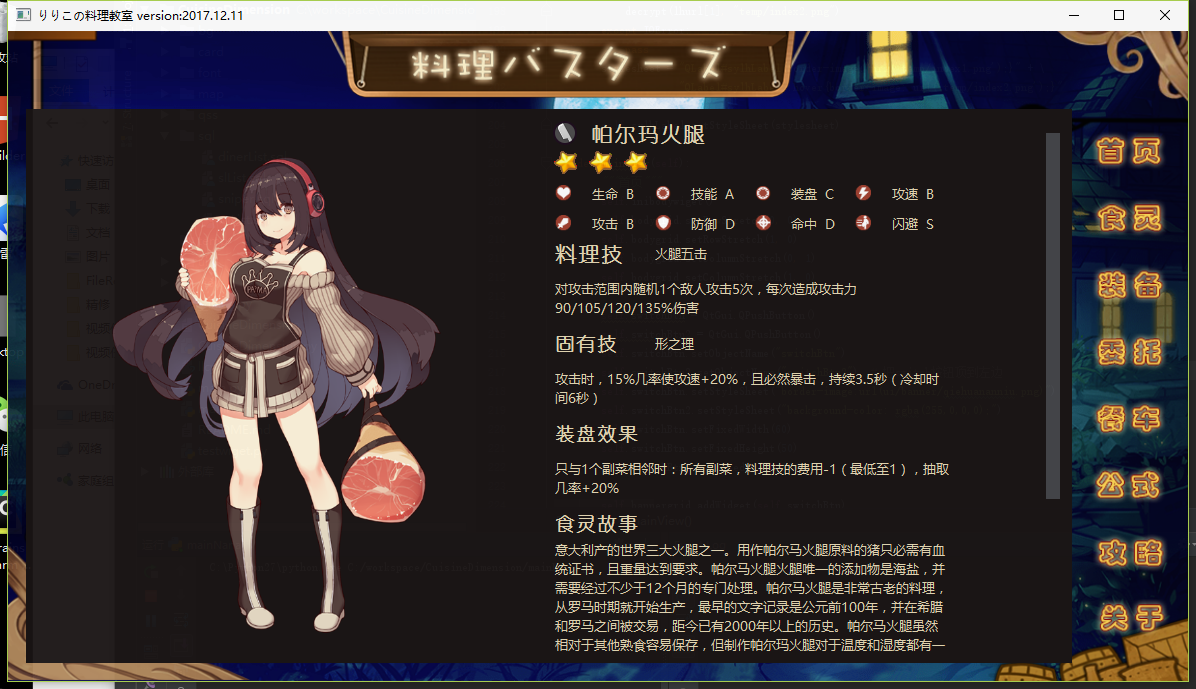 りりこの料理教室 version:2017.12.11
料理バスターズ
帕尔玛火腿
生命 B 技能 A 装盘 C 攻速 B
攻击 B 防御 D 命中 D 闪避 S
料理技 火腿五击
对攻击范围内随机1个敌人攻击5次，每次造成攻击力
90/105/120/135%伤害
固有技 形之理
攻击时，15%几率使攻速+20%，且必然暴击，持续3.5秒（冷却时
间6秒）
装盘效果
只与1个副菜相邻时：所有副菜，料理技的费用-1（最低至1），抽取
几率+20%
食灵故事
意大利产的世界三大火腿之一。用作帕尔马火腿原料的猪只必需有血
统证书，且重量达到要求。帕尔马火腿火腿唯一的添加物是海盐，并
需要经过不少于12个月的专门处理。帕尔马火腿是非常古老的料理，
从罗马时期就开始生产，最早的文字记录是公元前100年，并在希腊
和罗马之间被交易，距今已有2000年以上的历史。帕尔马火腿虽然
相对于其他熟食容易保存，但制作帕尔玛火腿对于温度和湿度都有一
首页
食灵
装备
委托
餐车
公式
攻略
关于